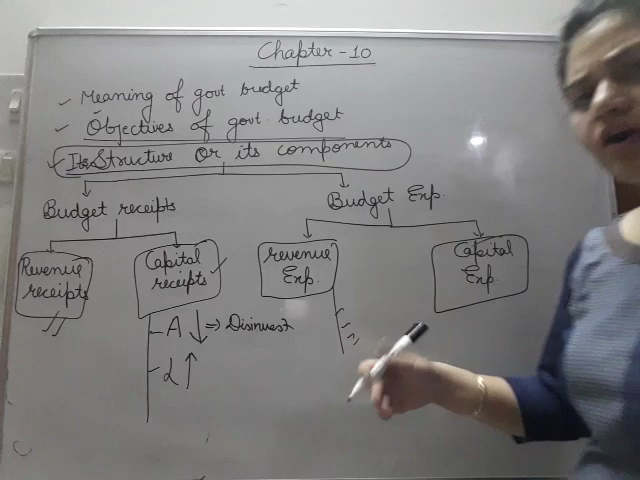 Chapter - 10
Meaning of govt budget
Objectives of govt. budget
Its Structure Or its components
Budget receipts
Budget Exp.
Revenue receipts
Capital receipts
revenue Exp.
Capital Exp.
A ↓ => Disinvest
L ↑